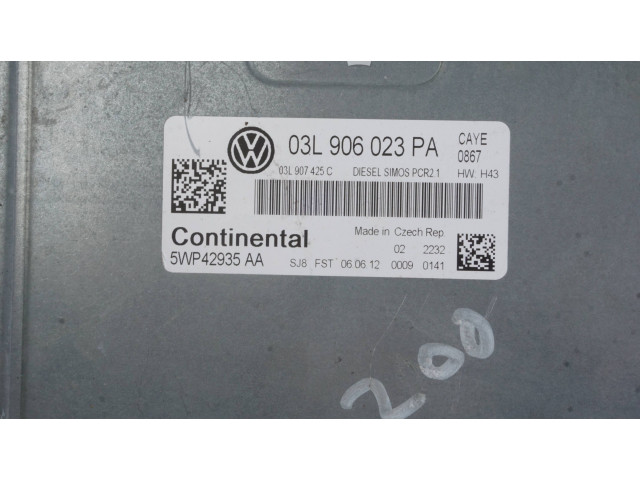 03L 906 023 PA CAYE
0867
03L 907 425 C DIESEL SIMOS PCR2.1 HW. H43
Continental Made in Czech Rep
02 2232
5WP42935 AA SJ8 FST 06.06.12 0009 0141
200